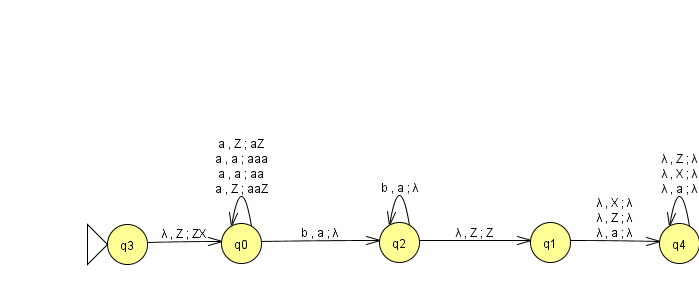 a , Z ; aZ
a , a ; aaa
a , a ; aa
a , Z ; aaZ
λ , Z ; λ
λ , X ; λ
λ , a ; λ
b , a ; λ
λ , X ; λ
λ , Z ; λ
λ , a ; λ
λ , Z ; ZX
b , a ; λ
λ , Z ; Z
q3
q0
q2
q1
q4